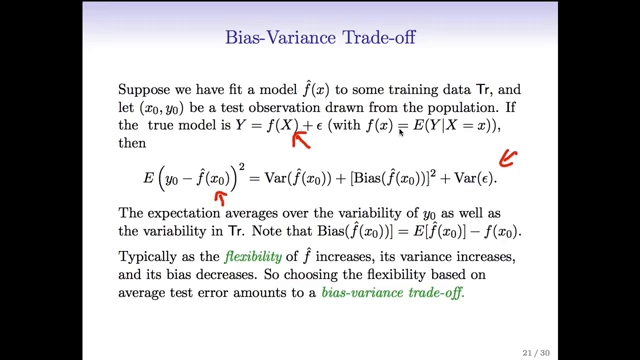 Bias-Variance Trade-off
Suppose we have fit a model f̂(x) to some training data Tr, and
let (x₀, y₀) be a test observation drawn from the population. If
the true model is Y = f(X) + ϵ (with f(x) = E(Y|X = x)),
then
E(y₀ − f̂(x₀))² = Var(f̂(x₀)) + [Bias(f̂(x₀))]² + Var(ϵ).
The expectation averages over the variability of y₀ as well as
the variability in Tr. Note that Bias(f̂(x₀))] = E[f̂(x₀)] − f(x₀).
Typically as the flexibility of f̂ increases, its variance increases,
and its bias decreases. So choosing the flexibility based on
average test error amounts to a bias-variance trade-off.
21 / 30